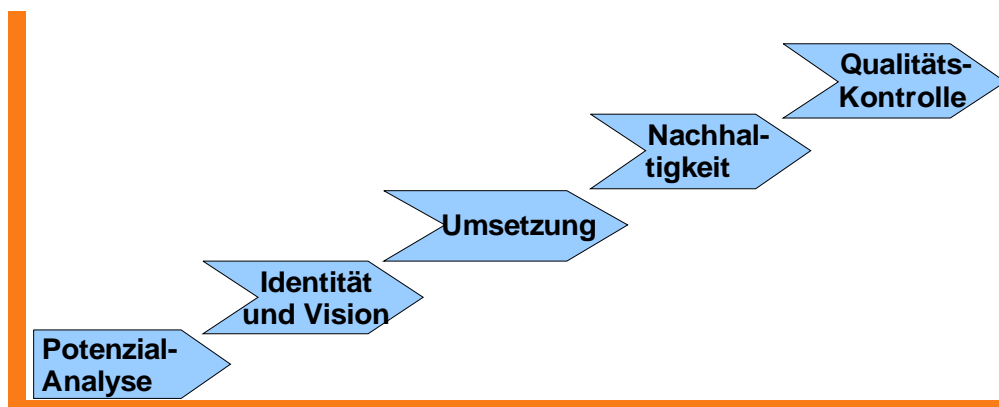 Qualitäts-
Kontrolle
Nachhal-
tigkeit
Umsetzung
Identität
und Vision
Potenzial-
Analyse